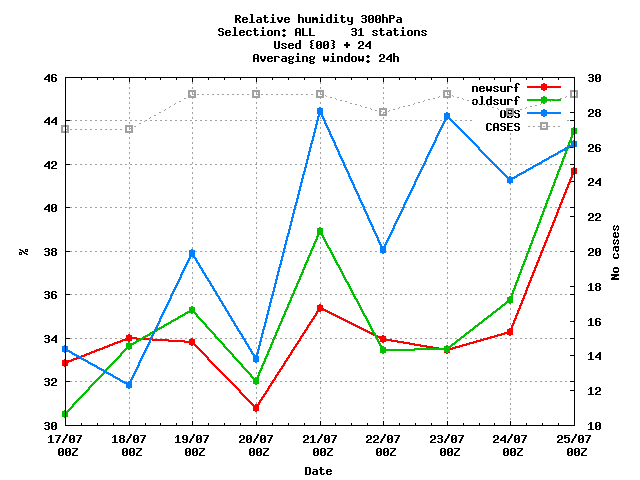 Relative humidity 300hPa
Selection: ALL     31 stations
Used {00} + 24
Averaging window: 24h
newsurf
oldsurf
OBS
CASES
%
46
44
42
40
38
36
34
32
30
30
28
26
24
22
20
18
16
14
12
10
No cases
17/07 18/07 19/07 20/07 21/07 22/07 23/07 24/07 25/07
00Z 00Z 00Z 00Z 00Z 00Z 00Z 00Z 00Z
Date